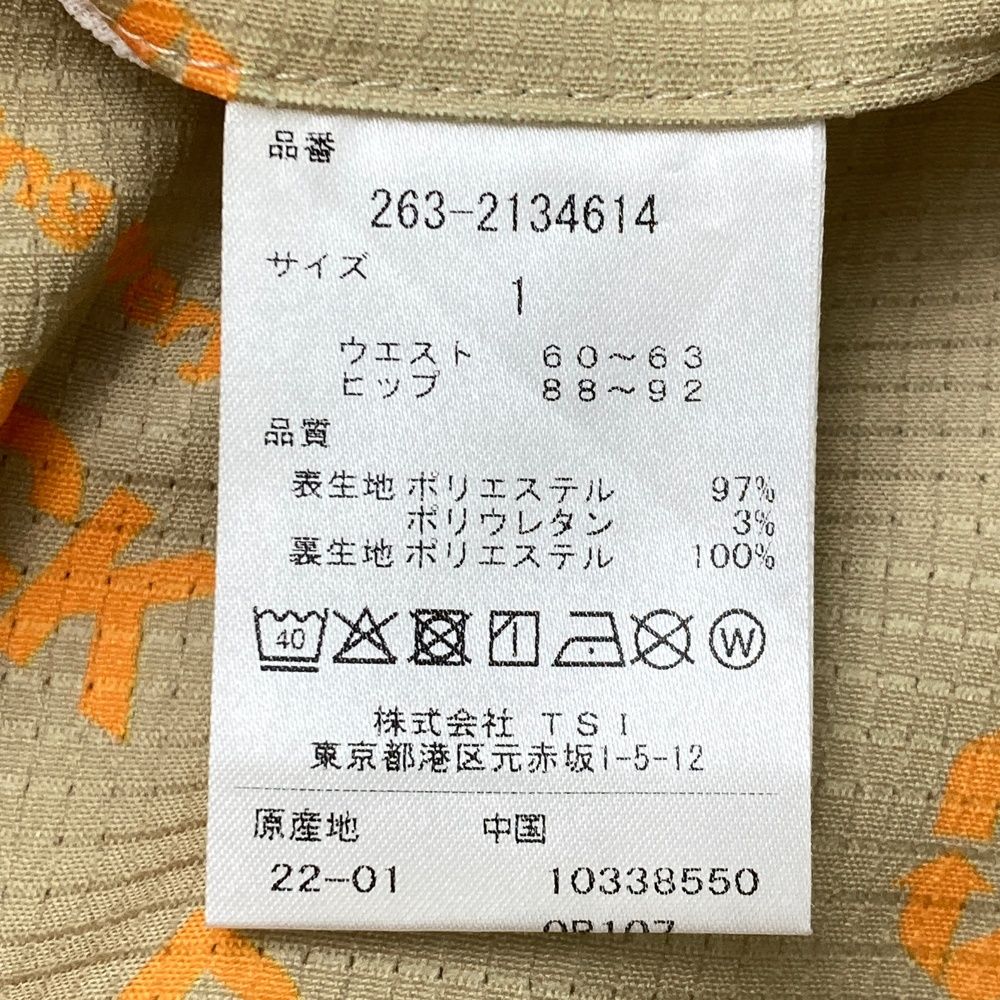 品番
263-2134614
サイズ
1
ウエスト 60～63
ヒップ 88～92
品質
表生地 ポリエステル 97%
ポリウレタン 3%
裏生地 ポリエステル 100%
40 W
株式会社 TSI
東京都港区元赤坂1-5-12
原産地 中国
22-01 10338550